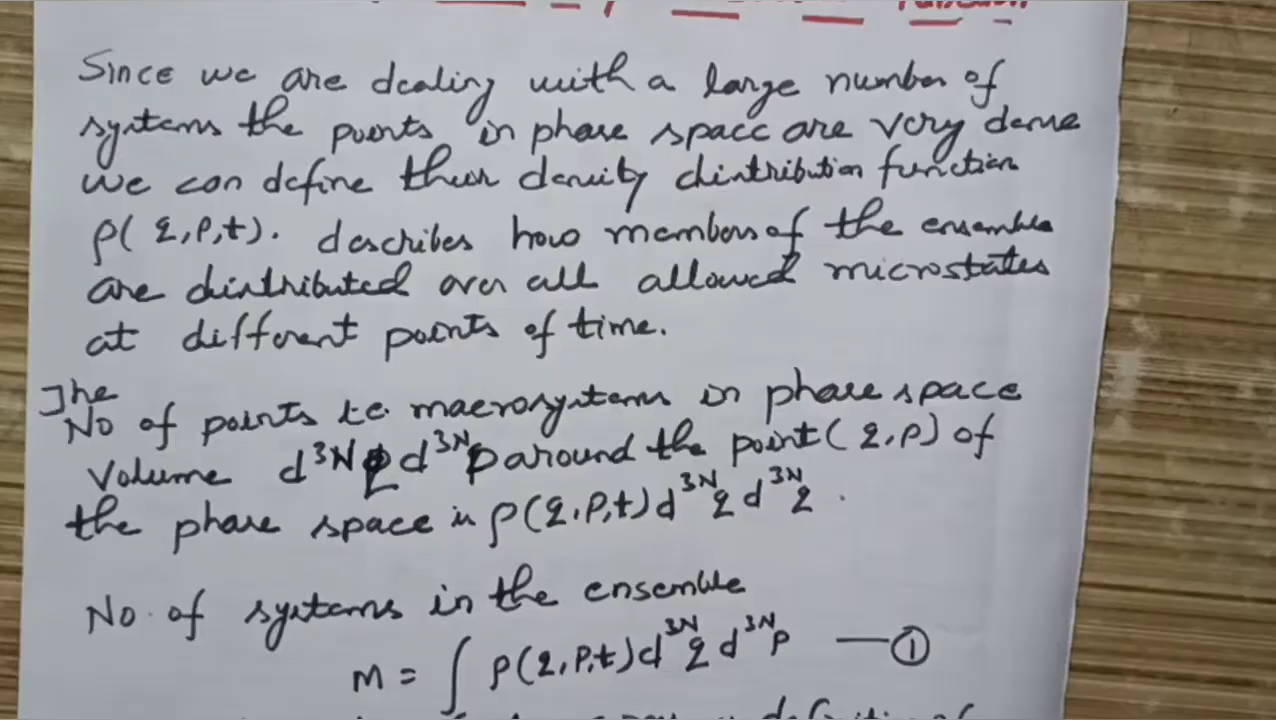 Since we are dealing with a large number of
systems the points in phase space are very dense
we can define their density distribution function
ρ(q,p,t). describes how members of the ensemble
are distributed over all allowed microstates
at different points of time.
The
No of points i.e. macrosystems in phase space
Volume d³ᴺq d³ᴺp around the point (q,p) of
the phase space is ρ(q,p,t) d³ᴺq d³ᴺq.
No. of systems in the ensemble
m = ∫ ρ(q,p,t) d³ᴺq d³ᴺp —①
definition of